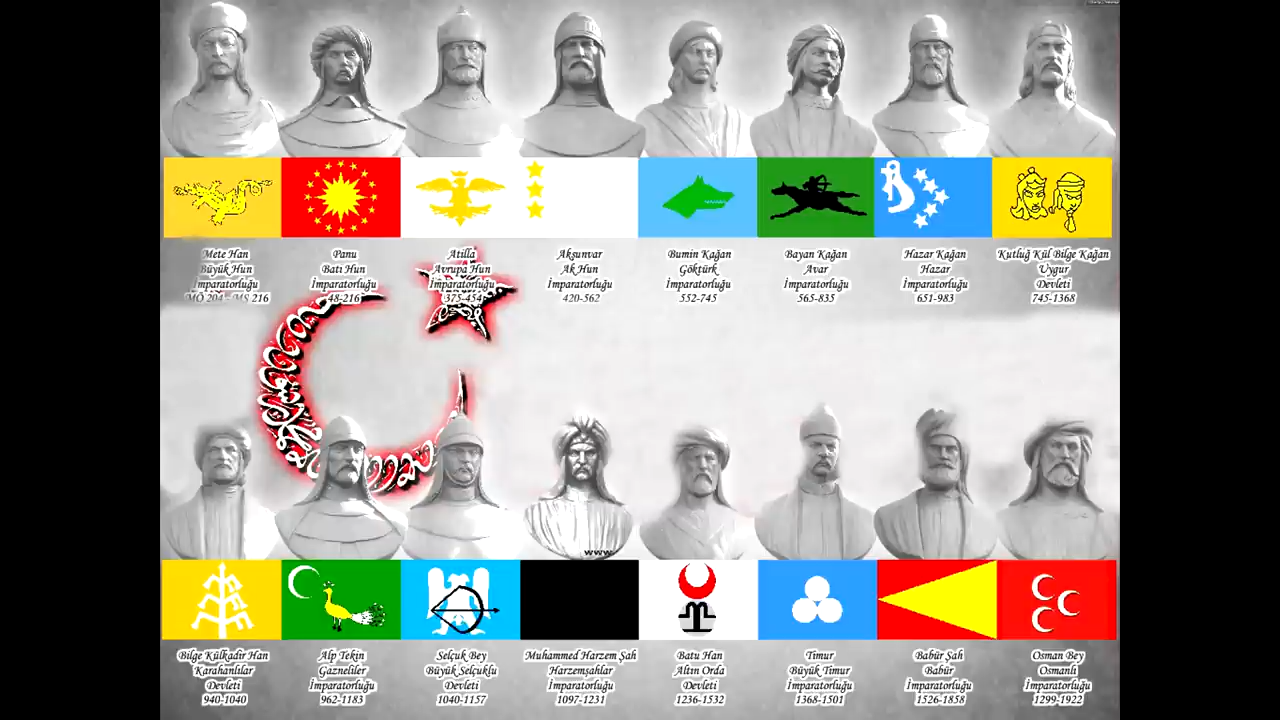 Mete Han
Büyük Hun
İmparatorluğu
MÖ 204 - MS 216
Panu
Batı Hun
İmparatorluğu
48-216
Atilla
Avrupa Hun
İmparatorluğu
375-454
Aksunvar
Ak Hun
İmparatorluğu
420-562
Bumin Kağan
Göktürk
İmparatorluğu
552-745
Bayan Kağan
Avar
İmparatorluğu
565-835
Hazar Kağan
Hazar
İmparatorluğu
651-983
Kutluğ Kül Bilge Kağan
Uygur
Devleti
745-1368
www.
Bilge Külkadir Han
Karahanlılar
Devleti
940-1040
Alp Tekin
Gazneliler
İmparatorluğu
962-1183
Selçuk Bey
Büyük Selçuklu
Devleti
1040-1157
Muhammed Harzem Şah
Harzemşahlar
İmparatorluğu
1097-1231
Batu Han
Altın Orda
Devleti
1236-1532
Timur
Büyük Timur
İmparatorluğu
1368-1501
Babür Şah
Babür
İmparatorluğu
1526-1858
Osman Bey
Osmanlı
İmparatorluğu
1299-1922